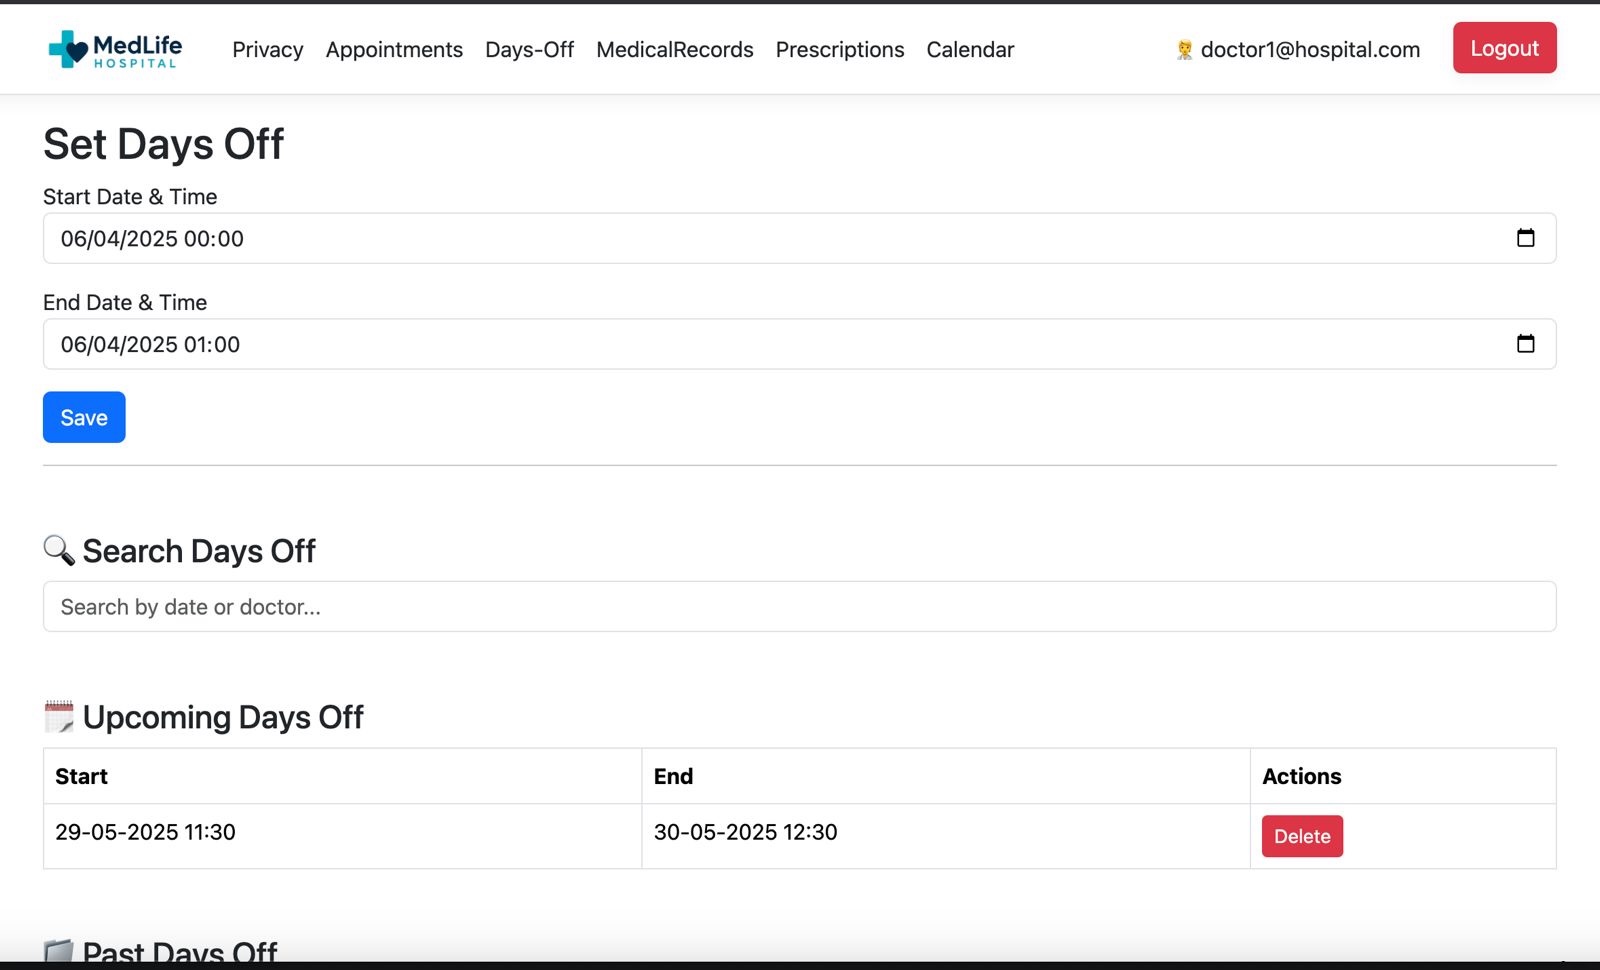 MedLife
HOSPITAL
Privacy Appointments Days-Off MedicalRecords Prescriptions Calendar doctor1@hospital.com Logout
Set Days Off
Start Date & Time
06/04/2025 00:00
End Date & Time
06/04/2025 01:00
Save
Search Days Off
Search by date or doctor...
Upcoming Days Off
Start End Actions
29-05-2025 11:30 30-05-2025 12:30 Delete
Past Days Off